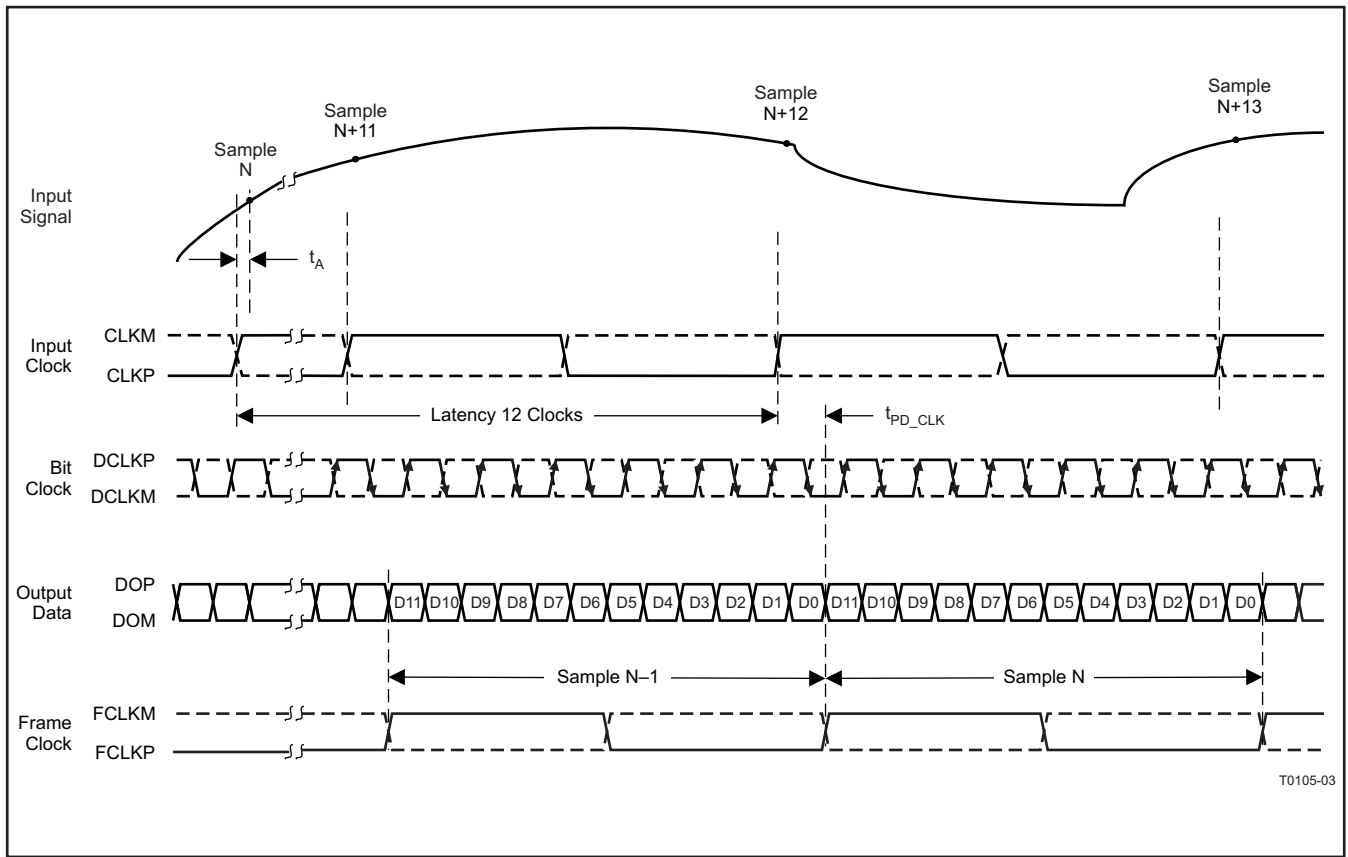 Sample
N+12
Sample
N+13
Sample
N+11
Sample
N
Input
Signal
tA
Input
Clock
CLKM
CLKP
Latency 12 Clocks
tPD_CLK
Bit
Clock
DCLKP
DCLKM
Output
Data
DOP
DOM
D11 D10 D9 D8 D7 D6 D5 D4 D3 D2 D1 D0 D11 D10 D9 D8 D7 D6 D5 D4 D3 D2 D1 D0
Sample N–1
Sample N
Frame
Clock
FCLKM
FCLKP
T0105-03